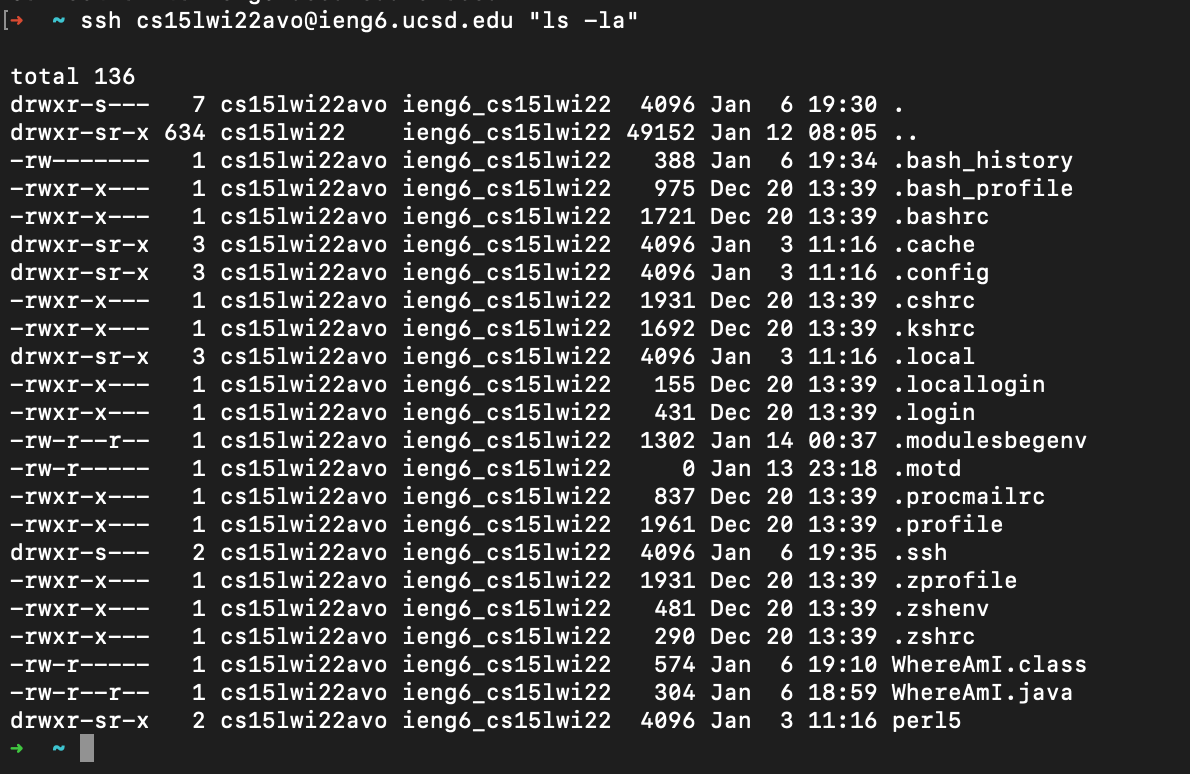 [➜  ~ ssh cs15lwi22avo@ieng6.ucsd.edu "ls -la"
total 136
drwxr-s---   7 cs15lwi22avo ieng6_cs15lwi22  4096 Jan  6 19:30 .
drwxr-sr-x 634 cs15lwi22    ieng6_cs15lwi22 49152 Jan 12 08:05 ..
-rw-------   1 cs15lwi22avo ieng6_cs15lwi22   388 Jan  6 19:34 .bash_history
-rwxr-x---   1 cs15lwi22avo ieng6_cs15lwi22   975 Dec 20 13:39 .bash_profile
-rwxr-x---   1 cs15lwi22avo ieng6_cs15lwi22  1721 Dec 20 13:39 .bashrc
drwxr-sr-x   3 cs15lwi22avo ieng6_cs15lwi22  4096 Jan  3 11:16 .cache
drwxr-sr-x   3 cs15lwi22avo ieng6_cs15lwi22  4096 Jan  3 11:16 .config
-rwxr-x---   1 cs15lwi22avo ieng6_cs15lwi22  1931 Dec 20 13:39 .cshrc
-rwxr-x---   1 cs15lwi22avo ieng6_cs15lwi22  1692 Dec 20 13:39 .kshrc
drwxr-sr-x   3 cs15lwi22avo ieng6_cs15lwi22  4096 Jan  3 11:16 .local
-rwxr-x---   1 cs15lwi22avo ieng6_cs15lwi22   155 Dec 20 13:39 .locallogin
-rwxr-x---   1 cs15lwi22avo ieng6_cs15lwi22   431 Dec 20 13:39 .login
-rw-r--r--   1 cs15lwi22avo ieng6_cs15lwi22  1302 Jan 14 00:37 .modulesbegenv
-rw-r-----   1 cs15lwi22avo ieng6_cs15lwi22     0 Jan 13 23:18 .motd
-rwxr-x---   1 cs15lwi22avo ieng6_cs15lwi22   837 Dec 20 13:39 .procmailrc
-rwxr-x---   1 cs15lwi22avo ieng6_cs15lwi22  1961 Dec 20 13:39 .profile
drwxr-s---   2 cs15lwi22avo ieng6_cs15lwi22  4096 Jan  6 19:35 .ssh
-rwxr-x---   1 cs15lwi22avo ieng6_cs15lwi22  1931 Dec 20 13:39 .zprofile
-rwxr-x---   1 cs15lwi22avo ieng6_cs15lwi22   481 Dec 20 13:39 .zshenv
-rwxr-x---   1 cs15lwi22avo ieng6_cs15lwi22   290 Dec 20 13:39 .zshrc
-rw-r-----   1 cs15lwi22avo ieng6_cs15lwi22   574 Jan  6 19:10 WhereAmI.class
-rw-r--r--   1 cs15lwi22avo ieng6_cs15lwi22   304 Jan  6 18:59 WhereAmI.java
drwxr-sr-x   2 cs15lwi22avo ieng6_cs15lwi22  4096 Jan  3 11:16 perl5
➜  ~